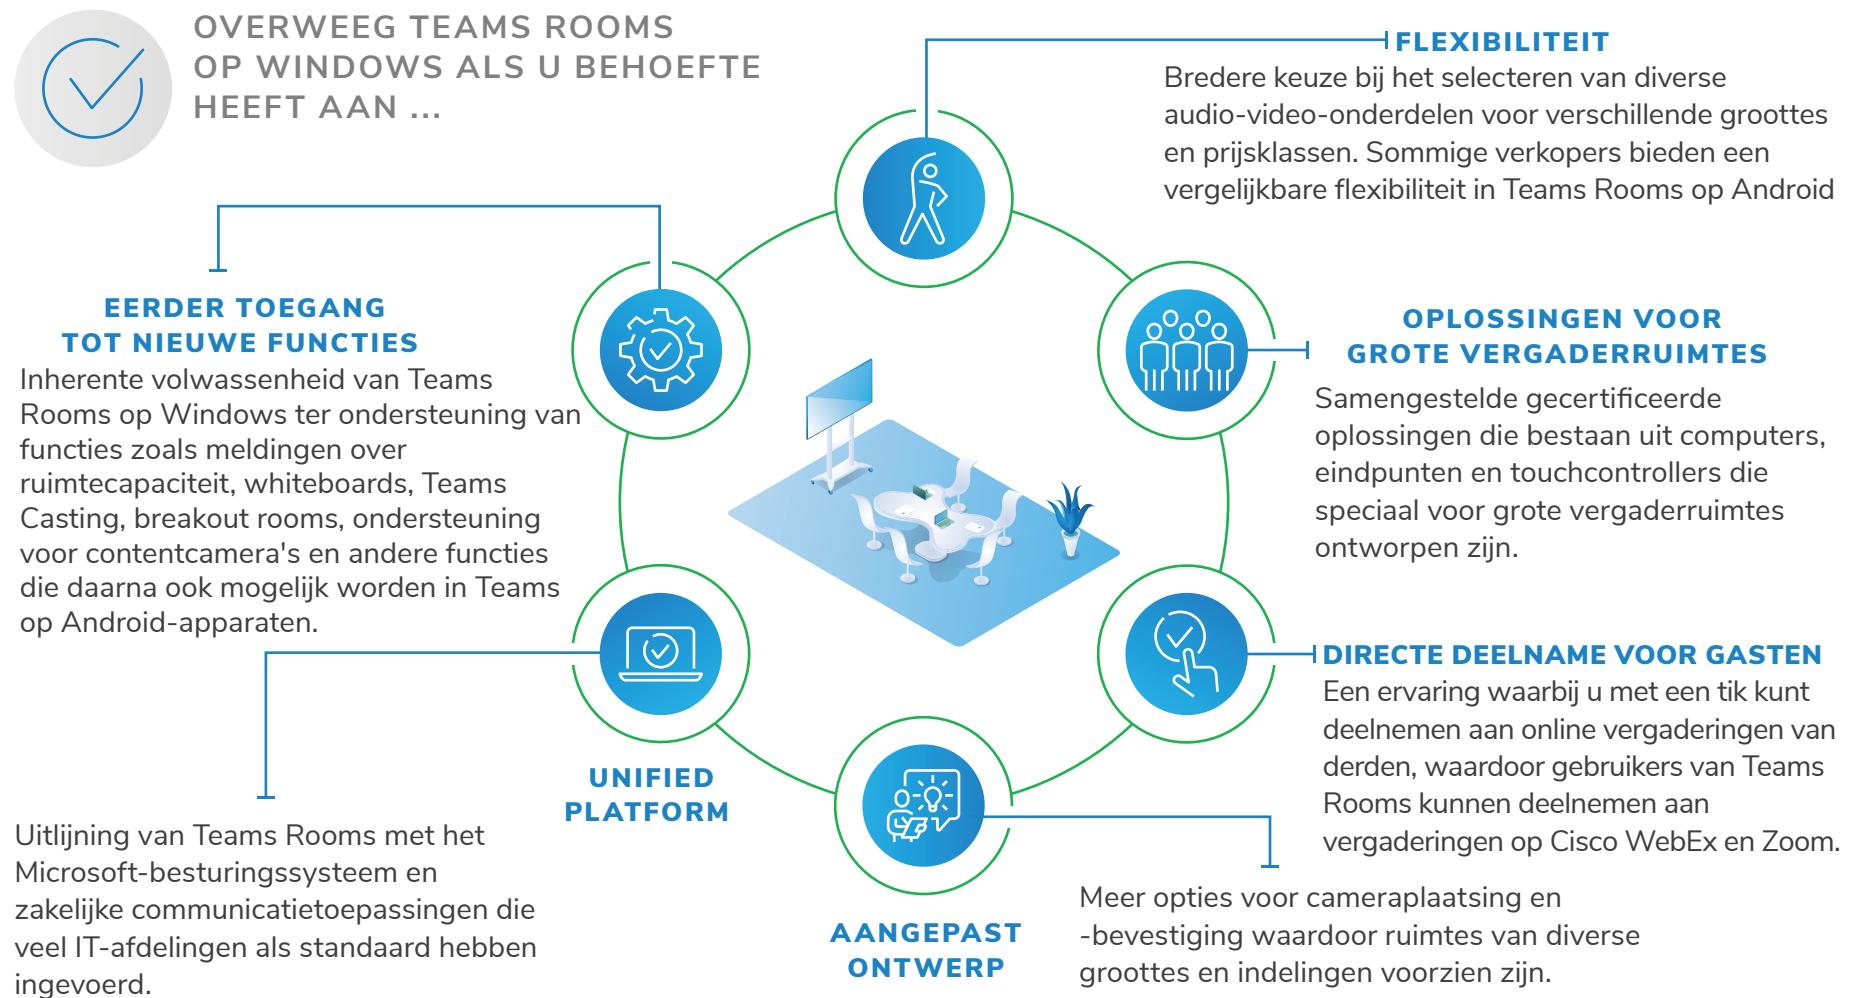 OVERWEEG TEAMS ROOMS
OP WINDOWS ALS U BEHOEFTE
HEEFT AAN ...
FLEXIBILITEIT
Bredere keuze bij het selecteren van diverse
audio-video-onderdelen voor verschillende groottes
en prijsklassen. Sommige verkopers bieden een
vergelijkbare flexibiliteit in Teams Rooms op Android
EERDER TOEGANG
TOT NIEUWE FUNCTIES
Inherente volwassenheid van Teams
Rooms op Windows ter ondersteuning van
functies zoals meldingen over
ruimtecapaciteit, whiteboards, Teams
Casting, breakout rooms, ondersteuning
voor contentcamera's en andere functies
die daarna ook mogelijk worden in Teams
op Android-apparaten.
OPLOSSINGEN VOOR
GROTE VERGADERRUIMTES
Samengestelde gecertificeerde
oplossingen die bestaan uit computers,
eindpunten en touchcontrollers die
speciaal voor grote vergaderruimtes
ontworpen zijn.
DIRECTE DEELNAME VOOR GASTEN
Een ervaring waarbij u met een tik kunt
deelnemen aan online vergaderingen van
derden, waardoor gebruikers van Teams
Rooms kunnen deelnemen aan
vergaderingen op Cisco WebEx en Zoom.
UNIFIED
PLATFORM
Uitlijning van Teams Rooms met het
Microsoft-besturingssysteem en
zakelijke communicatietoepassingen die
veel IT-afdelingen als standaard hebben
ingevoerd.
AANGEPAST
ONTWERP
Meer opties voor cameraplaatsing en
-bevestiging waardoor ruimtes van diverse
groottes en indelingen voorzien zijn.